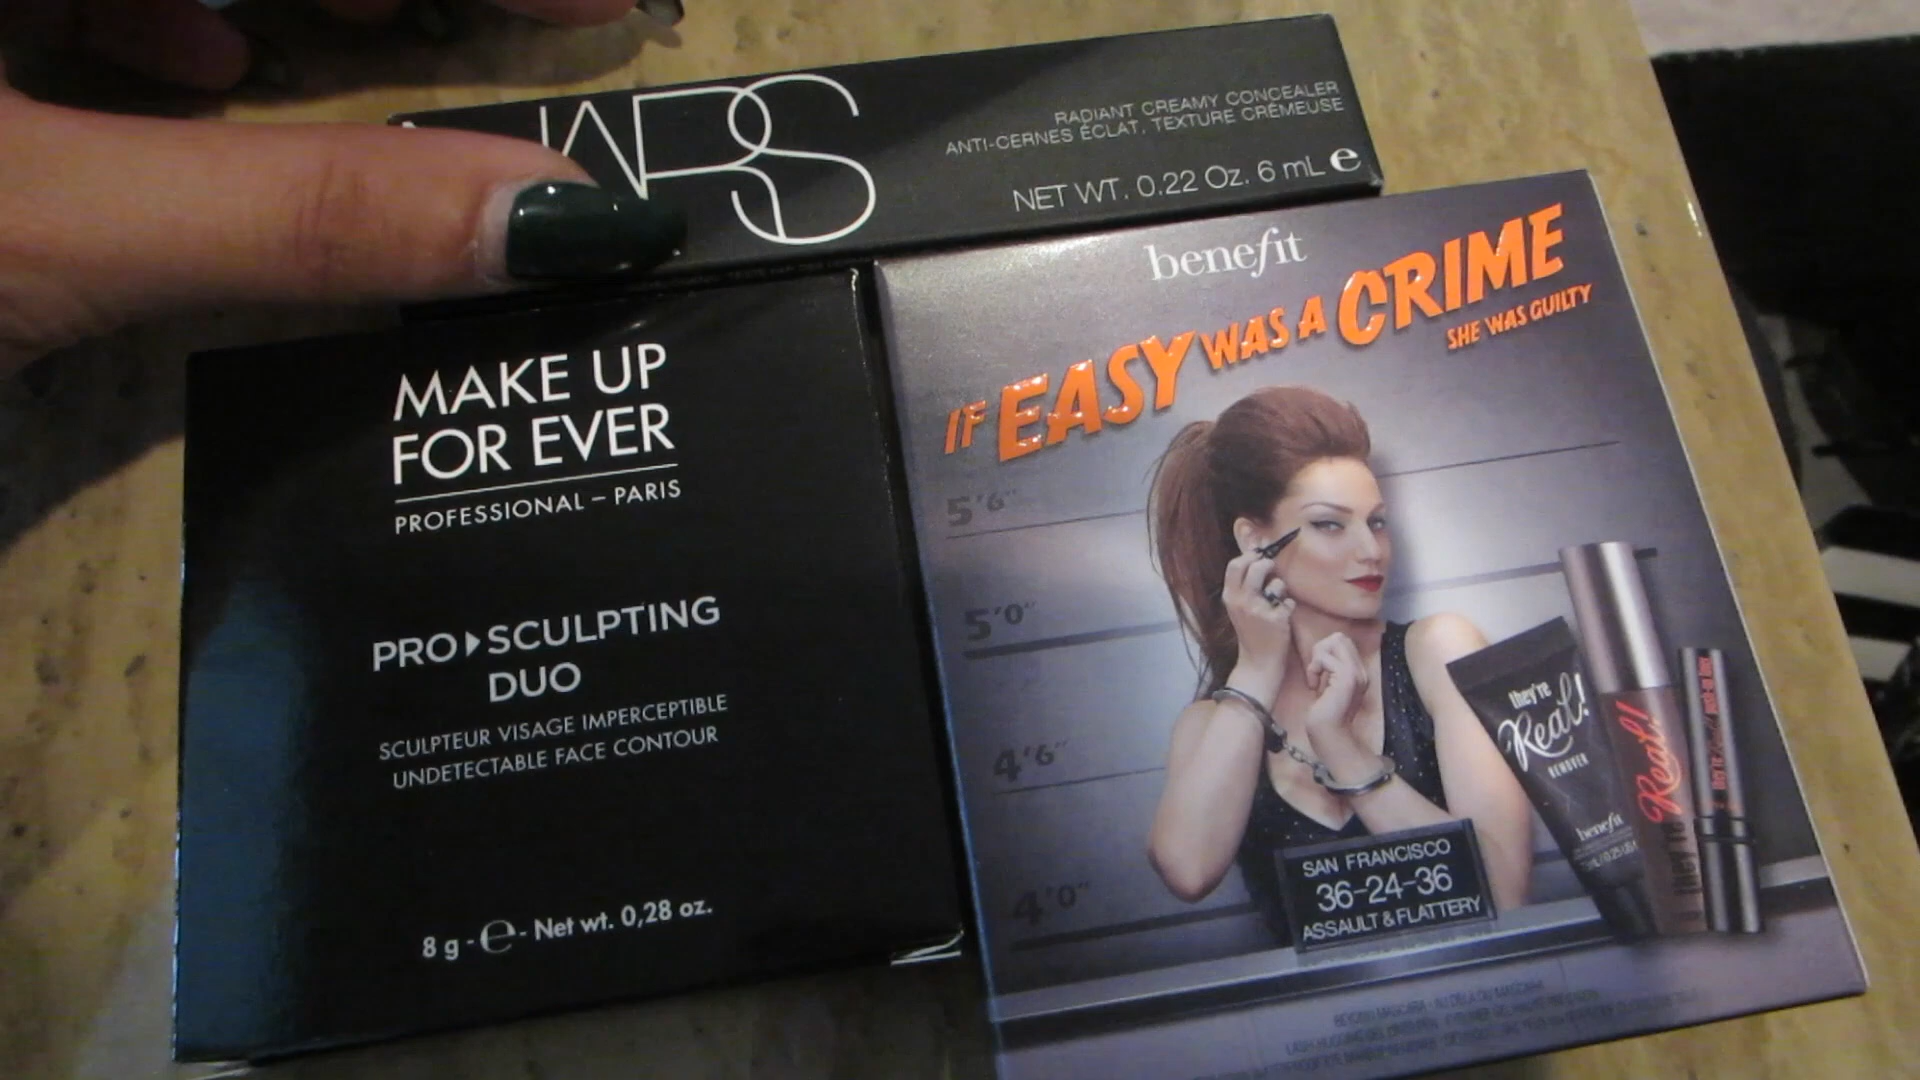 NARS
RADIANT CREAMY CONCEALER
ANTI-CERNES ÉCLAT, TEXTURE CRÉMEUSE
NET WT. 0.22 Oz. 6 mL e
MAKE UP
FOR EVER
PROFESSIONAL – PARIS
PRO▶SCULPTING
DUO
SCULPTEUR VISAGE IMPERCEPTIBLE
UNDETECTABLE FACE CONTOUR
8 g - e - Net wt. 0,28 oz.
benefit
IF EASY WAS A CRIME
SHE WAS GUILTY
5'6"
5'0"
4'6"
4'0"
SAN FRANCISCO
36-24-36
ASSAULT & FLATTERY
they're
Real!
REMOVER
benefit
they're Real!